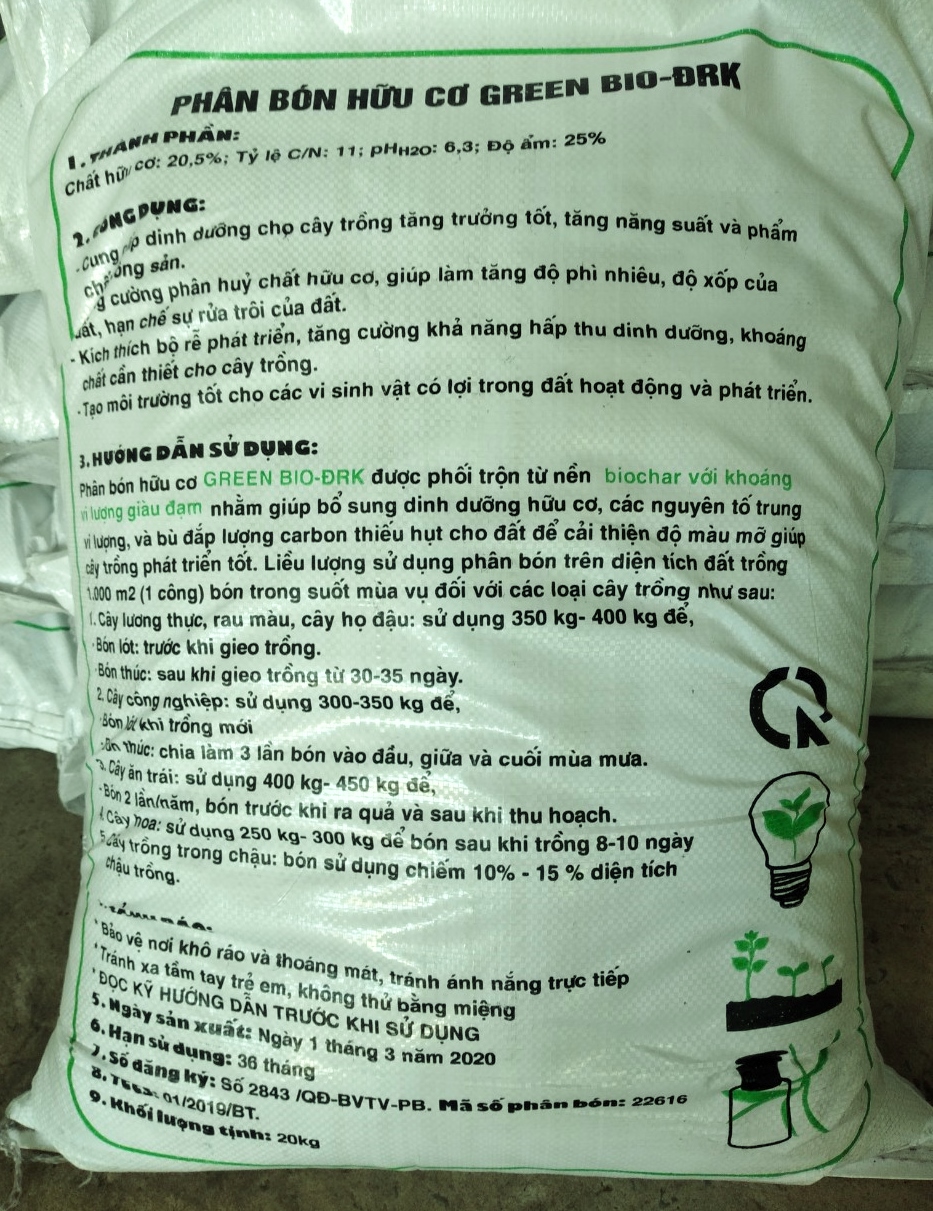 PHÂN BÓN HỮU CƠ GREEN BIO-ĐRK
1. THÀNH PHẦN:
Chất hữu cơ: 20,5%; Tỷ lệ C/N: 11; pHH2O: 6,3; Độ ẩm: 25%
2. CÔNG DỤNG:
- Cung cấp dinh dưỡng cho cây trồng tăng trưởng tốt, tăng năng suất và phẩm
nông sản.
cường phân huỷ chất hữu cơ, giúp làm tăng độ phì nhiêu, độ xốp của
đất, hạn chế sự rửa trôi của đất.
- Kích thích bộ rễ phát triển, tăng cường khả năng hấp thu dinh dưỡng, khoáng
chất cần thiết cho cây trồng.
- Tạo môi trường tốt cho các vi sinh vật có lợi trong đất hoạt động và phát triển.
3. HƯỚNG DẪN SỬ DỤNG:
Phân bón hữu cơ GREEN BIO-ĐRK được phối trộn từ nền biochar với khoáng
vi lượng giàu đạm nhằm giúp bổ sung dinh dưỡng hữu cơ, các nguyên tố trung
vi lượng, và bù đắp lượng carbon thiếu hụt cho đất để cải thiện độ màu mỡ giúp
cây trồng phát triển tốt. Liều lượng sử dụng phân bón trên diện tích đất trồng
1.000 m2 (1 công) bón trong suốt mùa vụ đối với các loại cây trồng như sau:
1. Cây lương thực, rau màu, cây họ đậu: sử dụng 350 kg- 400 kg để,
-Bón lót: trước khi gieo trồng.
-Bón thúc: sau khi gieo trồng từ 30-35 ngày.
2. Cây công nghiệp: sử dụng 300-350 kg để,
-Bón lót khi trồng mới
-Bón thúc: chia làm 3 lần bón vào đầu, giữa và cuối mùa mưa.
3. Cây ăn trái: sử dụng 400 kg- 450 kg để,
-Bón 2 lần/năm, bón trước khi ra quả và sau khi thu hoạch.
4 Cây hoa: sử dụng 250 kg- 300 kg để bón sau khi trồng 8-10 ngày
5.Cây trồng trong chậu: bón sử dụng chiếm 10% - 15 % diện tích
chậu trồng.
* Bảo vệ nơi khô ráo và thoáng mát, tránh ánh nắng trực tiếp
* Tránh xa tầm tay trẻ em, không thử bằng miệng
* ĐỌC KỸ HƯỚNG DẪN TRƯỚC KHI SỬ DỤNG
5. Ngày sản xuất: Ngày 1 tháng 3 năm 2020
6. Hạn sử dụng: 36 tháng
7. Số đăng ký: Số 2843 /QĐ-BVTV-PB. Mã số phân bón: 22616
8. 01/2019/BT.
9. Khối lượng tịnh: 20kg